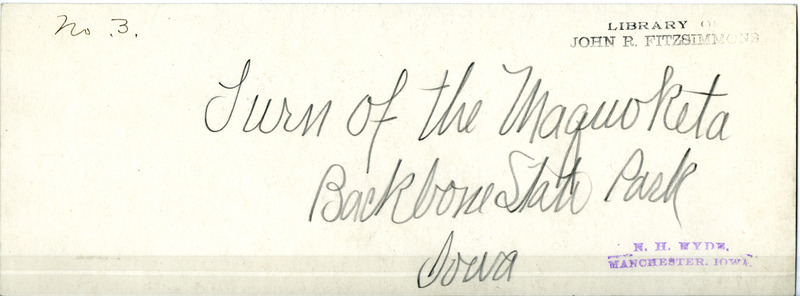 No. 3.
LIBRARY OF
JOHN R. FITZSIMMONS
Turn of the Maquoketa
Backbone State Park
Iowa
N. H. WYDE,
MANCHESTER, IOWA.